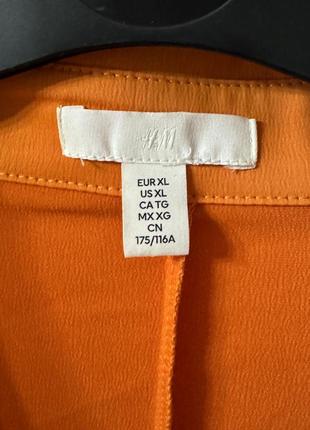 H&M
EUR XL
US XL
CA TG
MX XG
CN
175/116A